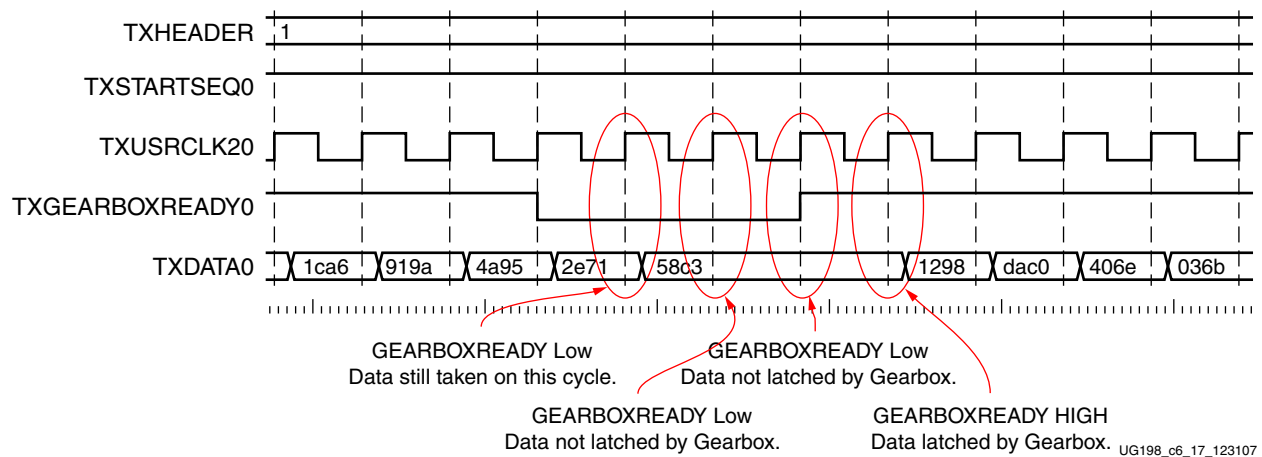 TXHEADER 1
TXSTARTSEQ0
TXUSRCLK20
TXGEARBOXREADY0
TXDATA0 1ca6 919a 4a95 2e71 58c3 1298 dac0 406e 036b
GEARBOXREADY Low
Data still taken on this cycle.
GEARBOXREADY Low
Data not latched by Gearbox.
GEARBOXREADY Low
Data not latched by Gearbox.
GEARBOXREADY HIGH
Data latched by Gearbox.
UG198_c6_17_123107